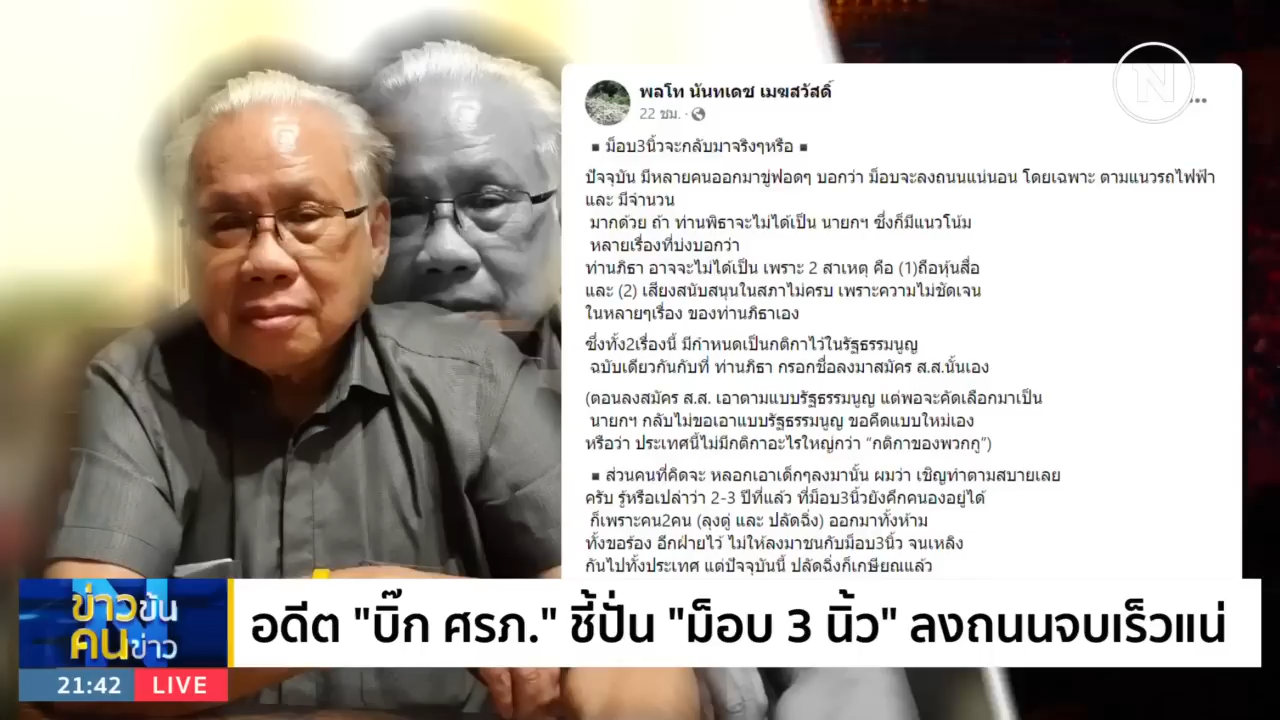 N
พลโท นันทเดช เมฆสวัสดิ์
22 ชม.
▪ ม็อบ3นิ้วจะกลับมาจริงๆหรือ ▪
ปัจจุบัน มีหลายคนออกมาขู่ฟอดๆ บอกว่า ม็อบจะลงถนนแน่นอน โดยเฉพาะ ตามแนวรถไฟฟ้า
และ มีจำนวน
มากด้วย ถ้า ท่านพิธาจะไม่ได้เป็น นายกฯ ซึ่งก็มีแนวโน้ม
หลายเรื่องที่บ่งบอกว่า
ท่านภิธา อาจจะไม่ได้เป็น เพราะ 2 สาเหตุ คือ (1)ถือหุ้นสื่อ
และ (2) เสียงสนับสนุนในสภาไม่ครบ เพราะความไม่ชัดเจน
ในหลายๆเรื่อง ของท่านภิธาเอง
ซึ่งทั้ง2เรื่องนี้ มีกำหนดเป็นกติกาไว้ในรัฐธรรมนูญ
ฉบับเดียวกันกับที่ ท่านภิธา กรอกชื่อลงมาสมัคร ส.ส.นั้นเอง
(ตอนลงสมัคร ส.ส. เอาตามแบบรัฐธรรมนูญ แต่พอจะคัดเลือกมาเป็น
นายกฯ กลับไม่ขอเอาแบบรัฐธรรมนูญ ขอคืดแบบใหม่เอง
หรือว่า ประเทศนี้ไม่มีกติกาอะไรใหญ่กว่า “กติกาของพวกกู”)
▪ ส่วนคนที่คิดจะ หลอกเอาเด็กๆลงมานั้น ผมว่า เชิญทำตามสบายเลย
ครับ รู้หรือเปล่าว่า 2-3 ปีที่แล้ว ที่ม็อบ3นิ้วยังคึกคนองอยู่ได้
ก็เพราะคน2คน (ลุงตู่ และ ปลัดฉิ่ง) ออกมาทั้งห้าม
ทั้งขอร้อง อีกฝ่ายไว้ ไม่ให้ลงมาชนกับม็อบ3นิ้ว จนเหลิง
กันไปทั้งประเทศ แต่ปัจจุบันนี้ ปลัดฉิ่งก็เกษียณแล้ว
ข่าวข้น
คนข่าว
อดีต "บิ๊ก ศรภ." ชี้ปั่น "ม็อบ 3 นิ้ว" ลงถนนจบเร็วแน่
21:42 LIVE